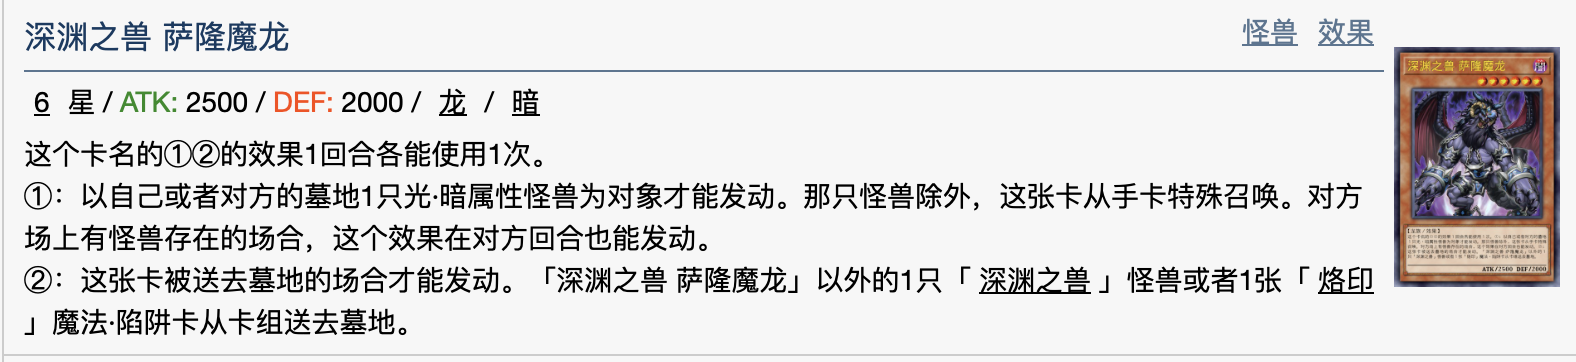 深渊之兽 萨隆魔龙
怪兽 效果
6 星 / ATK: 2500 / DEF: 2000 / 龙 / 暗
这个卡名的①②的效果1回合各能使用1次。
①：以自己或者对方的墓地1只光·暗属性怪兽为对象才能发动。那只怪兽除外，这张卡从手卡特殊召唤。对方
场上有怪兽存在的场合，这个效果在对方回合也能发动。
②：这张卡被送去墓地的场合才能发动。「深渊之兽 萨隆魔龙」以外的1只「 深渊之兽 」怪兽或者1张「 烙印
」魔法·陷阱卡从卡组送去墓地。
深渊之兽 萨隆魔龙
ATK/2500 DEF/2000